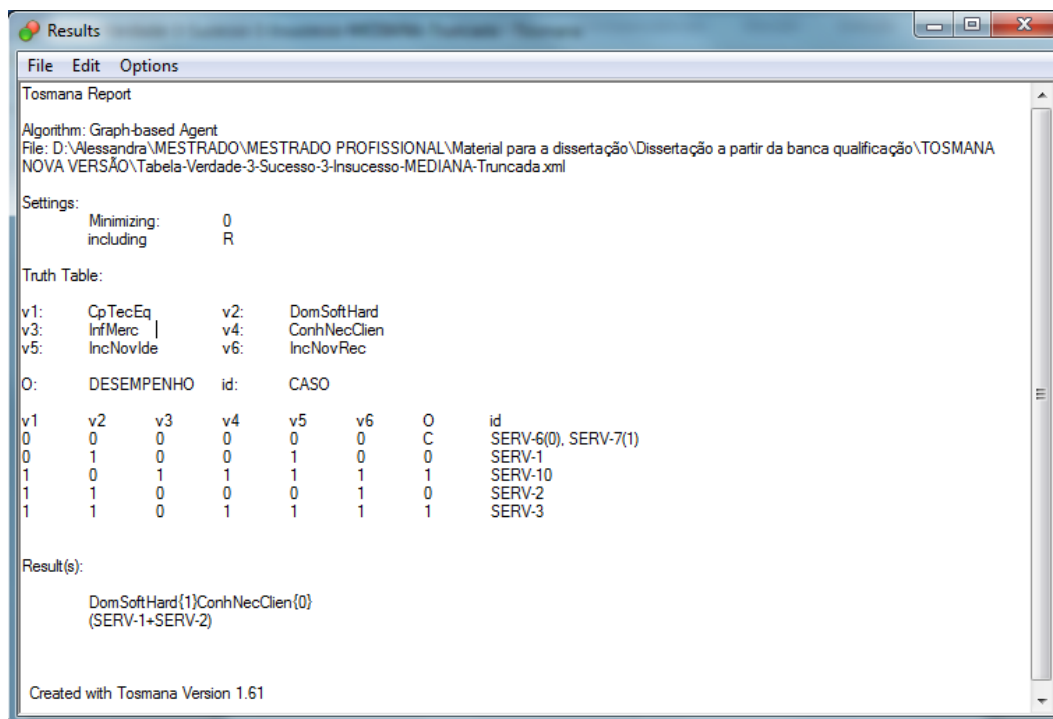 Results
File Edit Options
Tosmana Report
Algorithm: Graph-based Agent
File: D:\Alessandra\MESTRADO\MESTRADO PROFISSIONAL\Material para a dissertação\Dissertação a partir da banca qualificação\TOSMANA
NOVA VERSÃO\Tabela-Verdade-3-Sucesso-3-Insucesso-MEDIANA-Truncada.xml
Settings:
Minimizing: 0
including R
Truth Table:
v1: CpTecEq v2: DomSoftHard
v3: InfMerc v4: ConhNecClien
v5: IncNovIde v6: IncNovRec
O: DESEMPENHO id: CASO
v1 v2 v3 v4 v5 v6 O id
0 0 0 0 0 0 C SERV-6(0), SERV-7(1)
0 1 0 0 1 0 0 SERV-1
1 0 1 1 1 1 1 SERV-10
1 1 0 0 0 1 0 SERV-2
1 1 0 1 1 1 1 SERV-3
Result(s):
DomSoftHard{1}ConhNecClien{0}
(SERV-1+SERV-2)
Created with Tosmana Version 1.61